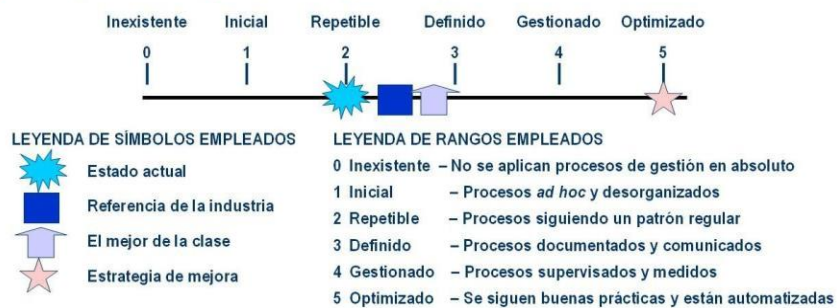 Inexistente Inicial Repetible Definido Gestionado Optimizado
0 1 2 3 4 5
LEYENDA DE SÍMBOLOS EMPLEADOS
Estado actual
Referencia de la industria
El mejor de la clase
Estrategia de mejora
LEYENDA DE RANGOS EMPLEADOS
0 Inexistente – No se aplican procesos de gestión en absoluto
1 Inicial – Procesos ad hoc y desorganizados
2 Repetible – Procesos siguiendo un patrón regular
3 Definido – Procesos documentados y comunicados
4 Gestionado – Procesos supervisados y medidos
5 Optimizado – Se siguen buenas prácticas y están automatizadas